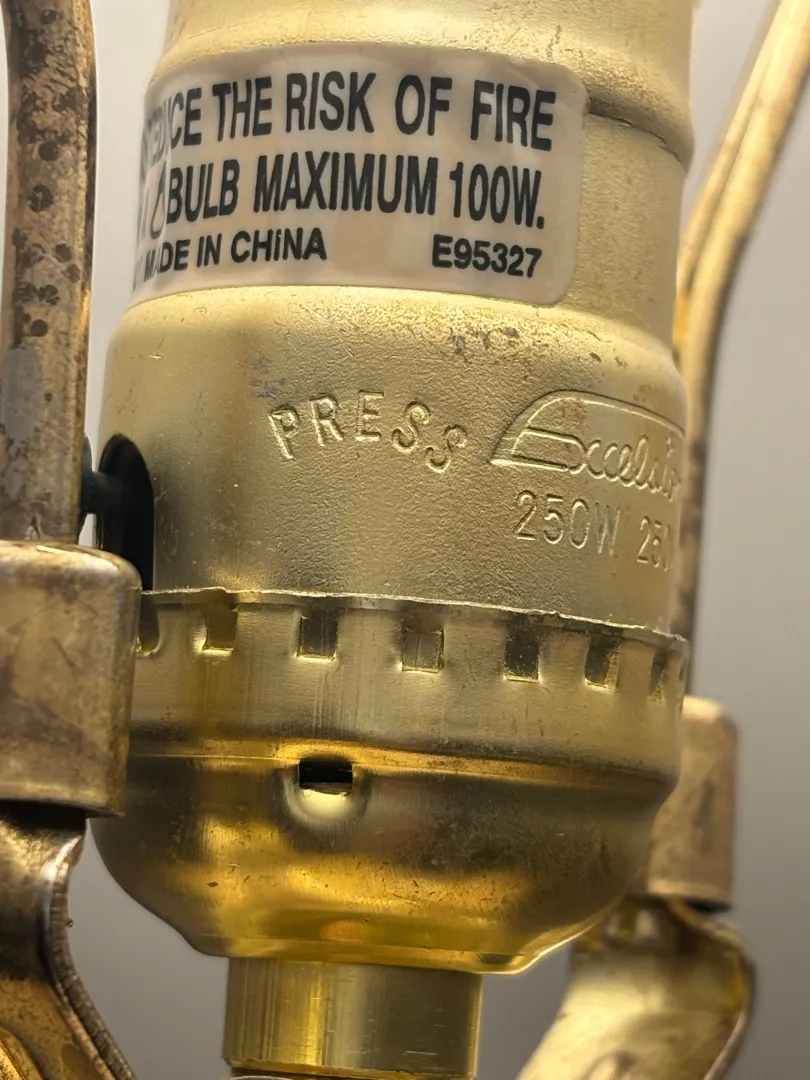 THE RISK OF FIRE
BULB MAXIMUM 100W.
MADE IN CHiNA E95327
PRESS
250W